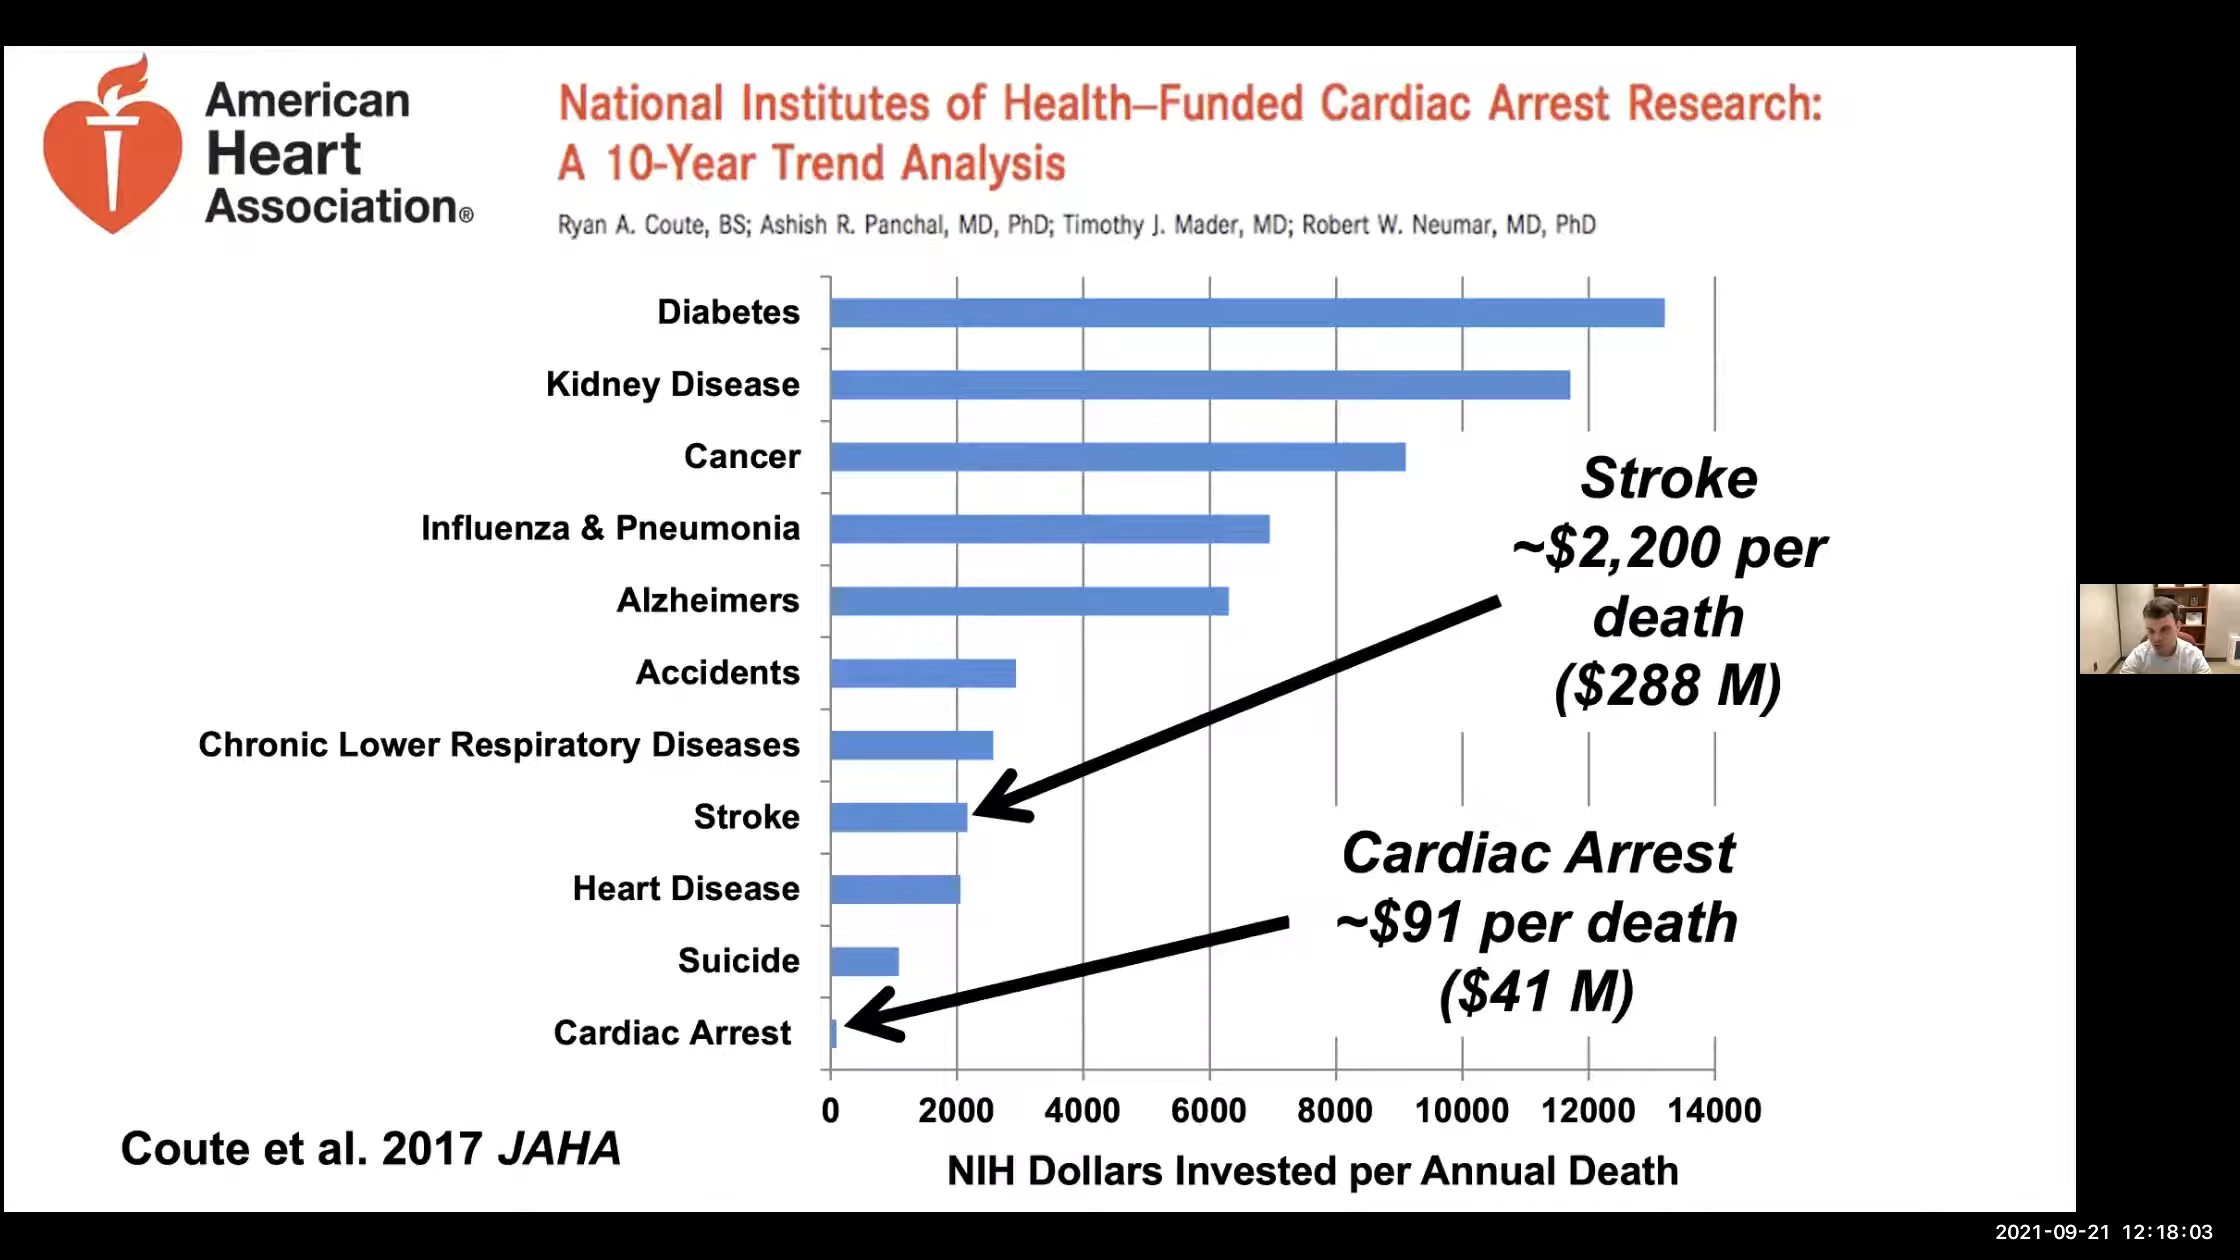 American
Heart
Association®
National Institutes of Health–Funded Cardiac Arrest Research:
A 10-Year Trend Analysis
Ryan A. Coute, BS; Ashish R. Panchal, MD, PhD; Timothy J. Mader, MD; Robert W. Neumar, MD, PhD
Diabetes
Kidney Disease
Cancer
Influenza & Pneumonia
Alzheimers
Accidents
Chronic Lower Respiratory Diseases
Stroke
Heart Disease
Suicide
Cardiac Arrest
Stroke
~$2,200 per
death
($288 M)
Cardiac Arrest
~$91 per death
($41 M)
0 2000 4000 6000 8000 10000 12000 14000
NIH Dollars Invested per Annual Death
Coute et al. 2017 JAHA
2021-09-21 12:18:03